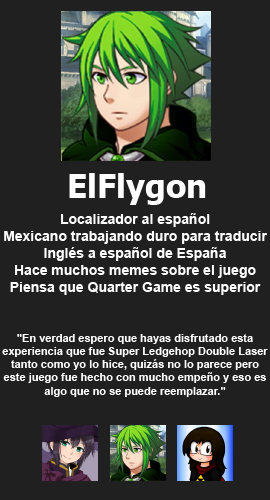 ElFlygon
Localizador al español
Mexicano trabajando duro para traducir
Inglés a español de España
Hace muchos memes sobre el juego
Piensa que Quarter Game es superior
"En verdad espero que hayas disfrutado esta
experiencia que fue Super Ledgehop Double Laser
tanto como yo lo hice, quizás no lo parece pero
este juego fue hecho con mucho empeño y eso es
algo que no se puede reemplazar."